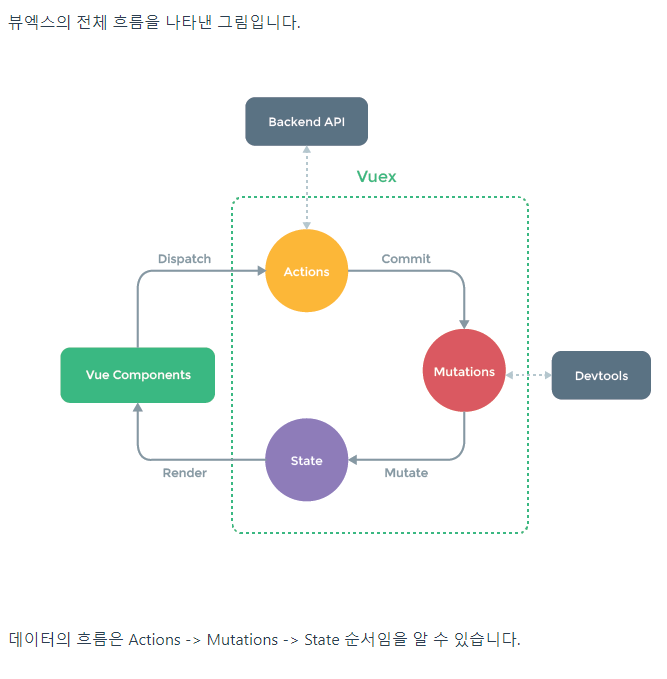 뷰엑스의 전체 흐름을 나타낸 그림입니다.
Backend API
Vuex
Dispatch
Actions
Commit
Vue Components
Mutations
Devtools
State
Render
Mutate
데이터의 흐름은 Actions -> Mutations -> State 순서임을 알 수 있습니다.